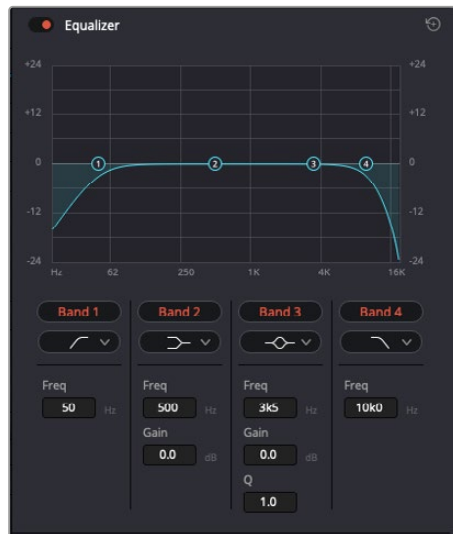 Equalizer
+24 +24
+12 +12
0 0
1 2 3 4
-12 -12
-24 -24
Hz 62 250 1K 4K 16K
Band 1 Band 2 Band 3 Band 4
Freq Freq Freq Freq
50 Hz 500 Hz 3k5 Hz 10k0 Hz
Gain Gain
0.0 dB 0.0 dB
Q
1.0